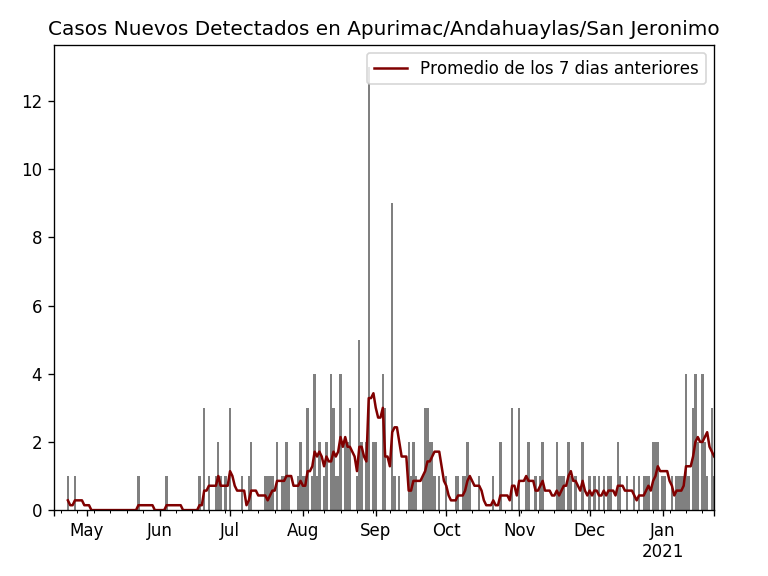 Casos Nuevos Detectados en Apurimac/Andahuaylas/San Jeronimo
Promedio de los 7 dias anteriores
12
10
8
6
4
2
0
May Jun Jul Aug Sep Oct Nov Dec Jan
2021